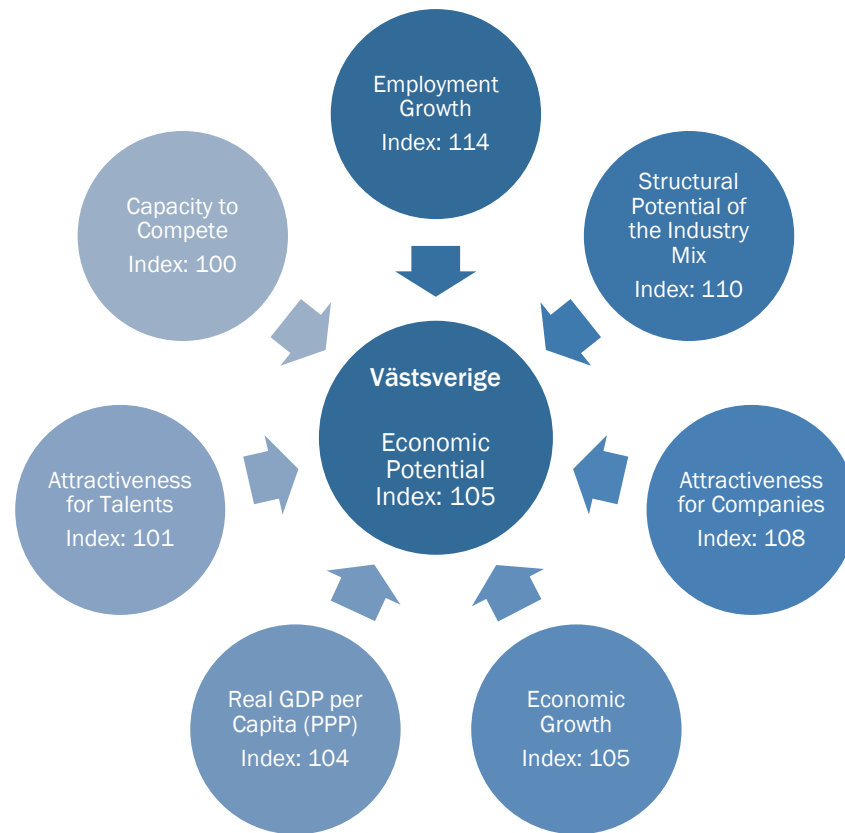 Employment
Growth
Index: 114
Structural
Potential of
the Industry
Mix
Index: 110
Attractiveness
for Companies
Index: 108
Economic
Growth
Index: 105
Real GDP per
Capita (PPP)
Index: 104
Attractiveness
for Talents
Index: 101
Capacity to
Compete
Index: 100
Västsverige
Economic
Potential
Index: 105